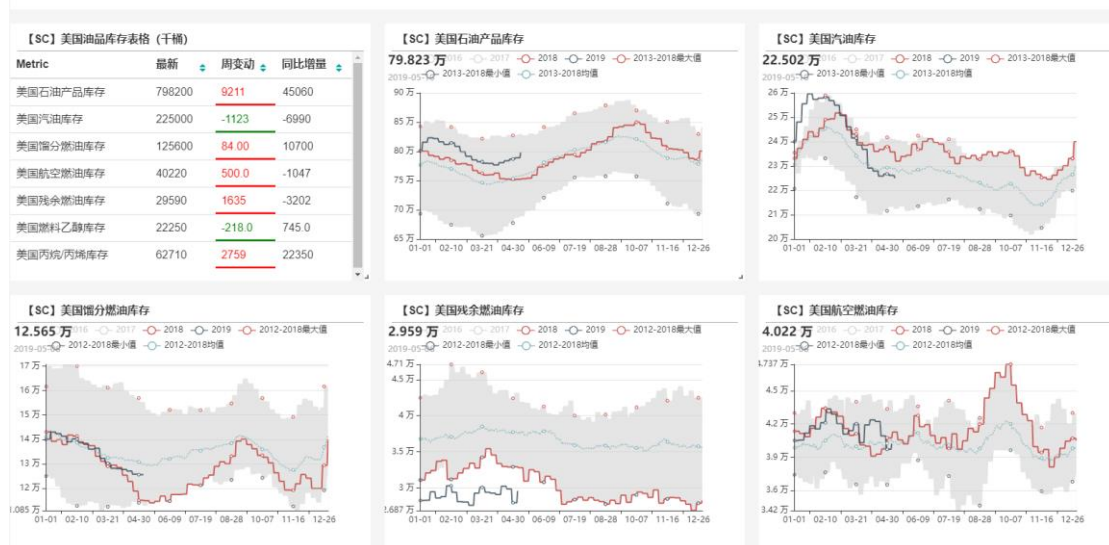 【SC】美国油品库存表格（千桶）
Metric 最新 周变动 同比增量
美国石油产品库存 798200 9211 45060
美国汽油库存 225000 -1123 -6990
美国馏分燃油库存 125600 84.00 10700
美国航空燃油库存 40220 500.0 -1047
美国残余燃油库存 29590 1635 -3202
美国燃料乙醇库存 22250 -218.0 745.0
美国丙烷/丙烯库存 62710 2759 22350
【SC】美国石油产品库存
79.823 万
2016 2017 2018 2019 2013-2018最大值
2013-2018最小值 2013-2018均值
90 万
85 万
80 万
75 万
70 万
65 万
01-01 02-10 03-21 04-30 06-09 07-19 08-28 10-07 11-16 12-26
【SC】美国汽油库存
22.502 万
2016 2017 2018 2019 2013-2018最大值
2013-2018最小值 2013-2018均值
26 万
25 万
24 万
23 万
22 万
21 万
20 万
01-01 02-10 03-21 04-30 06-09 07-19 08-28 10-07 11-16 12-26
【SC】美国馏分燃油库存
12.565 万
2016 2017 2018 2019 2012-2018最大值
2012-2018最小值 2012-2018均值
17 万
16 万
15 万
14 万
13 万
12 万
1.085 万
01-01 02-10 03-21 04-30 06-09 07-19 08-28 10-07 11-16 12-26
【SC】美国残余燃油库存
2.959 万
2016 2017 2018 2019 2012-2018最大值
2012-2018最小值 2012-2018均值
4.71 万
4.5 万
4 万
3.5 万
3 万
2.687 万
01-01 02-10 03-21 04-30 06-09 07-19 08-28 10-07 11-16 12-26
【SC】美国航空燃油库存
4.022 万
2016 2017 2018 2019 2012-2018最大值
2012-2018最小值 2012-2018均值
4.737 万
4.5 万
4.2 万
3.9 万
3.6 万
3.42 万
01-01 02-10 03-21 04-30 06-09 07-19 08-28 10-07 11-16 12-26